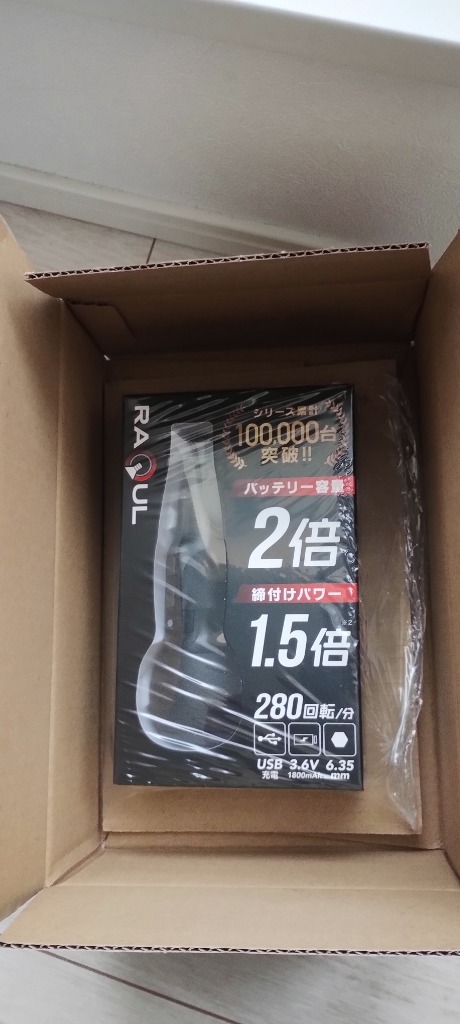 RAQUL
シリーズ累計
100,000台
突破!!
バッテリー容量
2倍
締付けパワー
1.5倍
※2
280回転/分
USB 3.6V 6.35
充電 1800mAh mm